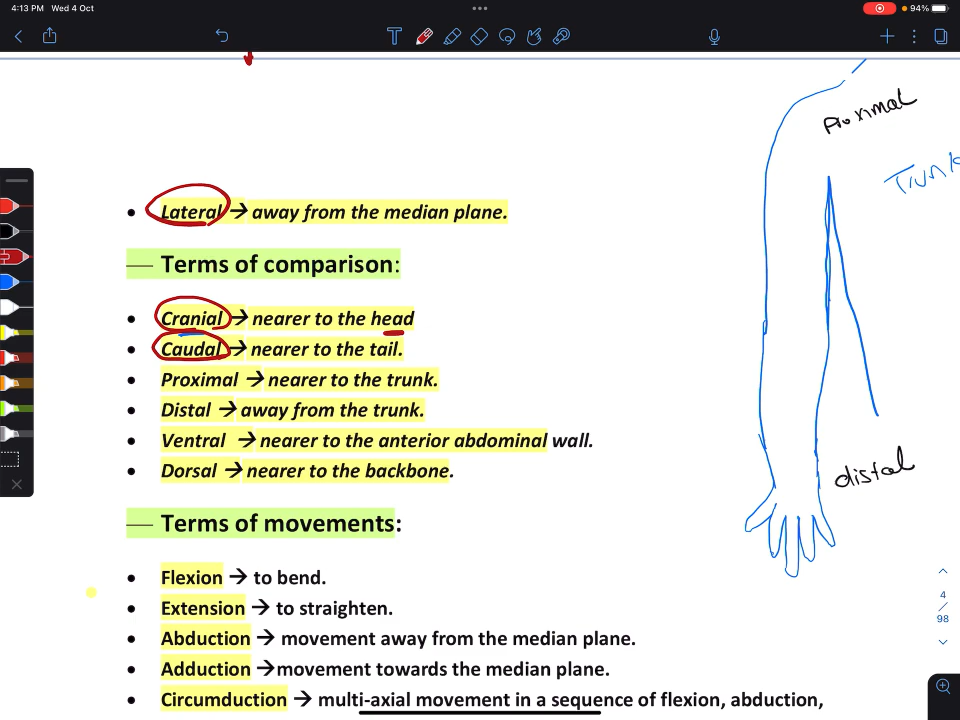 4:13 PM Wed 4 Oct
94%
Proximal
Trunk
• Lateral → away from the median plane.
— Terms of comparison:
• Cranial → nearer to the head
• Caudal → nearer to the tail.
• Proximal → nearer to the trunk.
• Distal → away from the trunk.
• Ventral → nearer to the anterior abdominal wall.
• Dorsal → nearer to the backbone.
distal
— Terms of movements:
• Flexion → to bend.
• Extension → to straighten.
• Abduction → movement away from the median plane.
• Adduction →movement towards the median plane.
• Circumduction → multi-axial movement in a sequence of flexion, abduction,
4
/
98